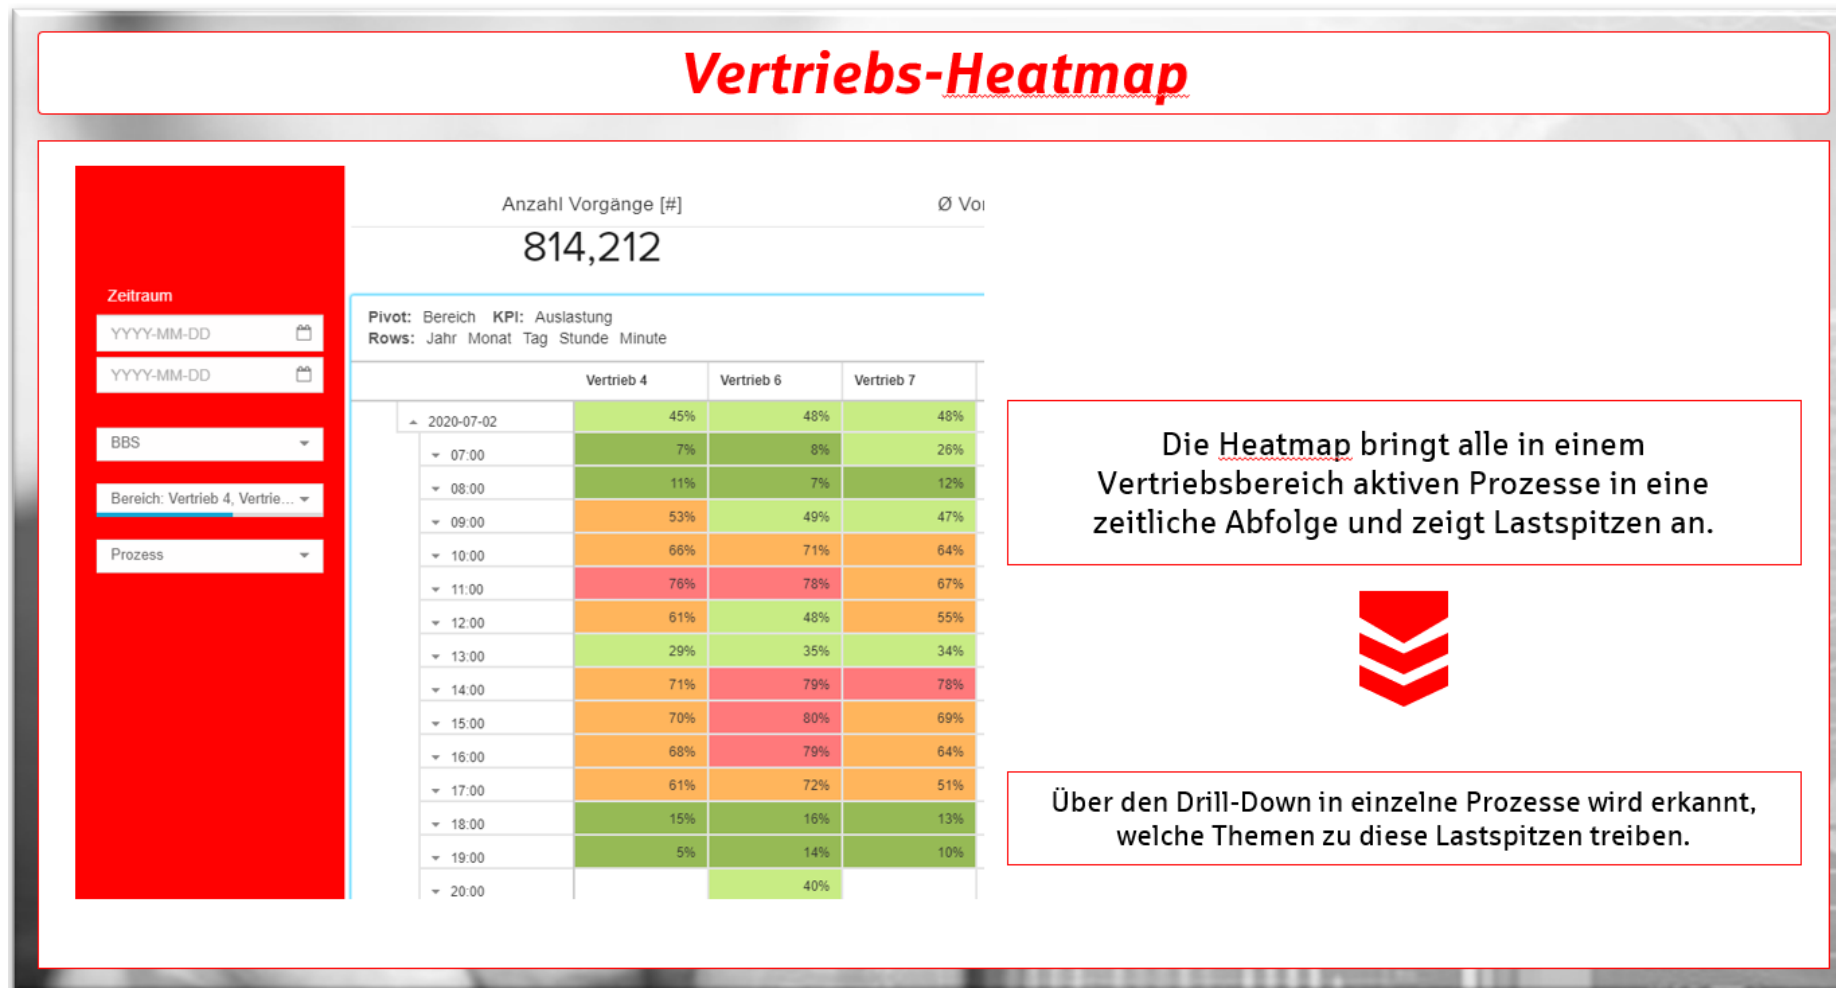 Vertriebs-Heatmap
Zeitraum
YYYY-MM-DD
YYYY-MM-DD
BBS
Bereich: Vertrieb 4, Vertrie...
Prozess
Anzahl Vorgänge [#] Ø Vor
814,212
Pivot: Bereich KPI: Auslastung
Rows: Jahr Monat Tag Stunde Minute
Vertrieb 4 Vertrieb 6 Vertrieb 7
2020-07-02 45% 48% 48%
07:00 7% 8% 26%
08:00 11% 7% 12%
09:00 53% 49% 47%
10:00 66% 71% 64%
11:00 76% 78% 67%
12:00 61% 48% 55%
13:00 29% 35% 34%
14:00 71% 79% 78%
15:00 70% 80% 69%
16:00 68% 79% 64%
17:00 61% 72% 51%
18:00 15% 16% 13%
19:00 5% 14% 10%
20:00 40%
Die Heatmap bringt alle in einem
Vertriebsbereich aktiven Prozesse in eine
zeitliche Abfolge und zeigt Lastspitzen an.
Über den Drill-Down in einzelne Prozesse wird erkannt,
welche Themen zu diese Lastspitzen treiben.